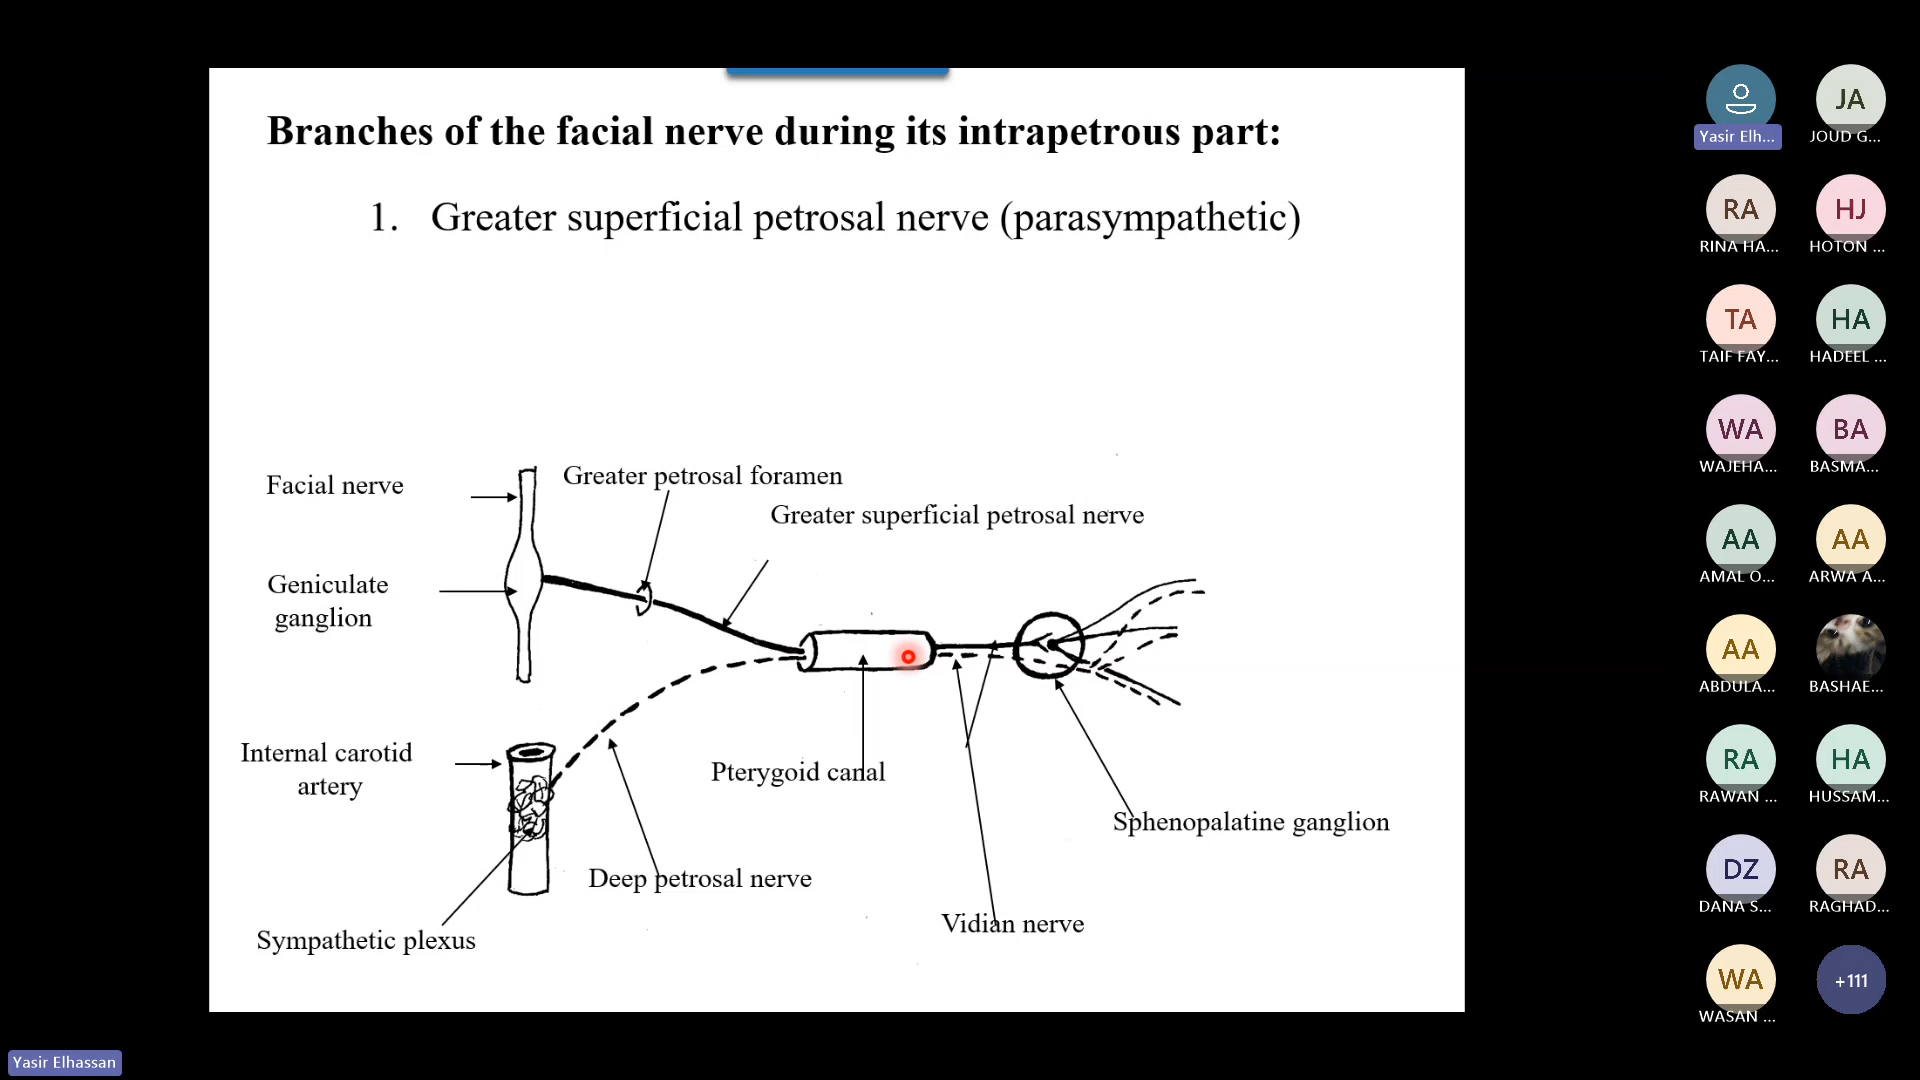 Branches of the facial nerve during its intrapetrous part:
1. Greater superficial petrosal nerve (parasympathetic)
Facial nerve
Greater petrosal foramen
Greater superficial petrosal nerve
Geniculate
ganglion
Internal carotid
artery
Pterygoid canal
Sphenopalatine ganglion
Deep petrosal nerve
Vidian nerve
Sympathetic plexus
Yasir Elh...
JA
JOUD G...
RA
RINA HA...
HJ
HOTON ...
TA
TAIF FAY...
HA
HADEEL ...
WA
WAJEHA...
BA
BASMA...
AA
AMAL O...
AA
ARWA A...
AA
ABDULA...
BASHAE...
RA
RAWAN ...
HA
HUSSAM...
DZ
DANA S...
RA
RAGHAD...
WA
WASAN ...
+111
Yasir Elhassan